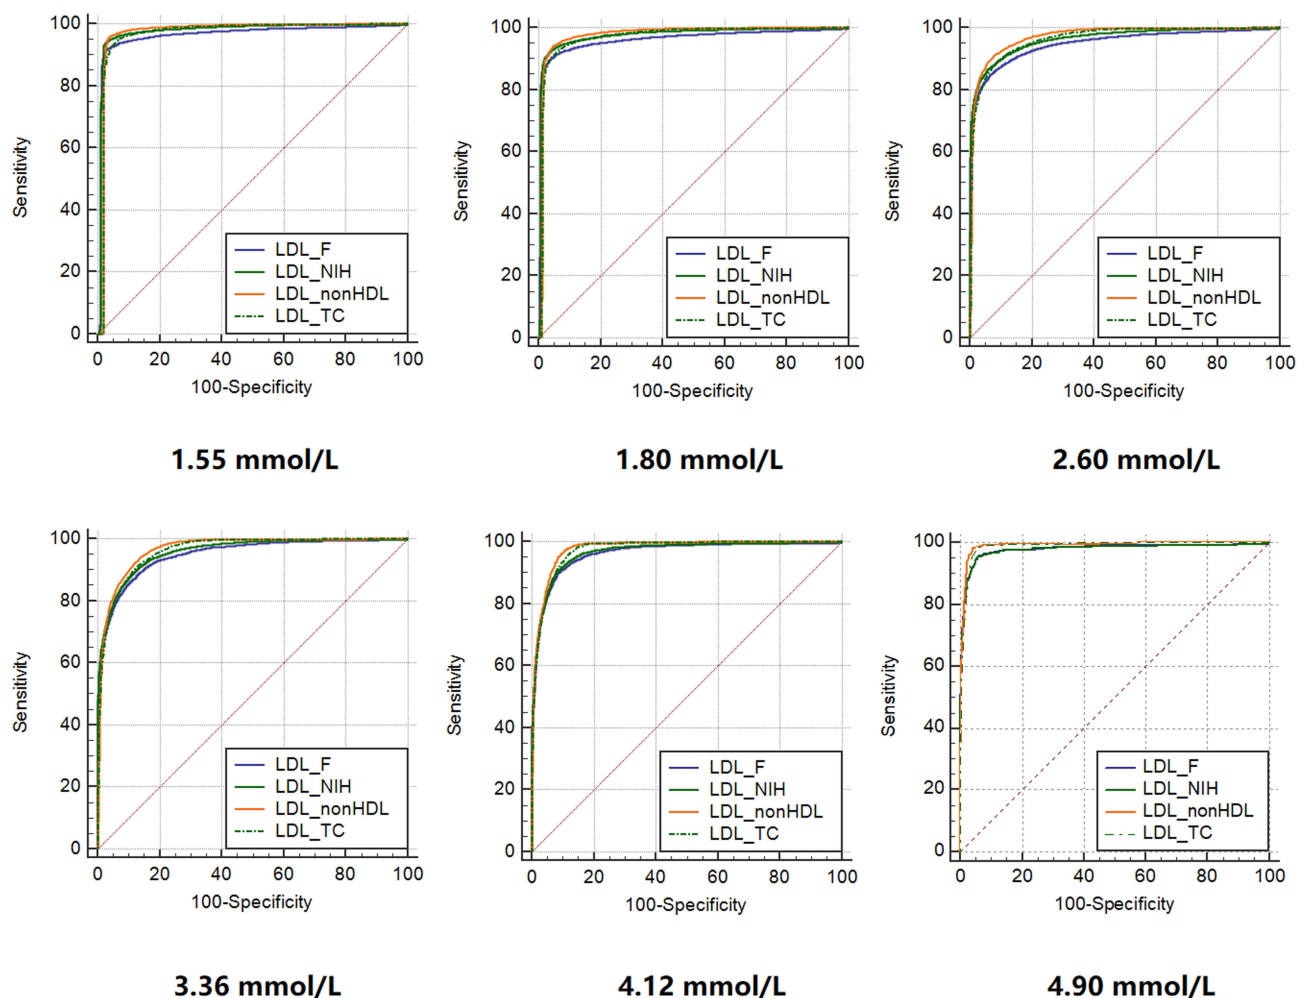 100
80
60
40
20
0
Sensitivity
LDL_F
LDL_NIH
LDL_nonHDL
LDL_TC
0 20 40 60 80 100
100-Specificity
1.55 mmol/L
100
80
60
40
20
0
Sensitivity
LDL_F
LDL_NIH
LDL_nonHDL
LDL_TC
0 20 40 60 80 100
100-Specificity
1.80 mmol/L
100
80
60
40
20
0
Sensitivity
LDL_F
LDL_NIH
LDL_nonHDL
LDL_TC
0 20 40 60 80 100
100-Specificity
2.60 mmol/L
100
80
60
40
20
0
Sensitivity
LDL_F
LDL_NIH
LDL_nonHDL
LDL_TC
0 20 40 60 80 100
100-Specificity
3.36 mmol/L
100
80
60
40
20
0
Sensitivity
LDL_F
LDL_NIH
LDL_nonHDL
LDL_TC
0 20 40 60 80 100
100-Specificity
4.12 mmol/L
100
80
60
40
20
0
Sensitivity
LDL_F
LDL_NIH
LDL_nonHDL
LDL_TC
0 20 40 60 80 100
100-Specificity
4.90 mmol/L